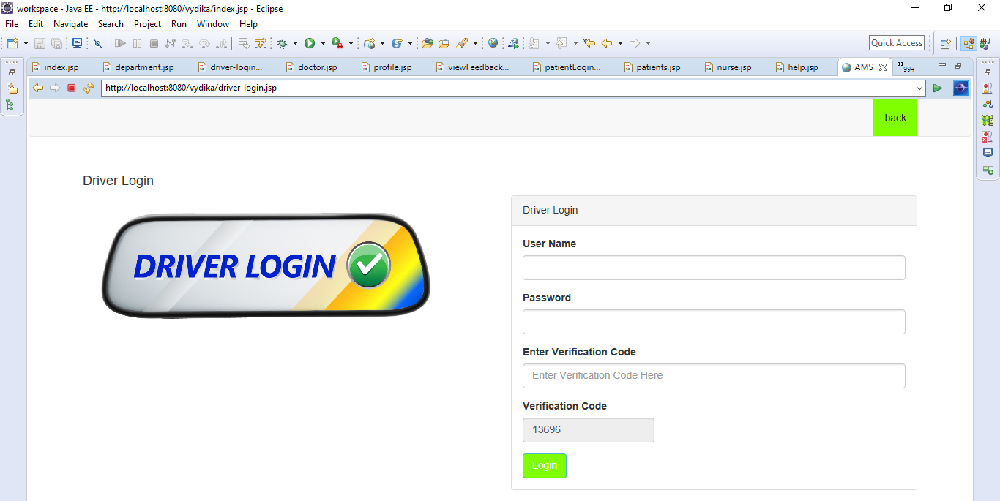 workspace - Java EE - http://localhost:8080/vydika/index.jsp - Eclipse
File Edit Navigate Search Project Run Window Help
Quick Access
index.jsp department.jsp driver-login... doctor.jsp profile.jsp viewFeedback... patientLogin... patients.jsp nurse.jsp help.jsp AMS »99+
http://localhost:8080/vydika/driver-login.jsp
back
Driver Login
DRIVER LOGIN
Driver Login
User Name
Password
Enter Verification Code
Enter Verification Code Here
Verification Code
13696
Login